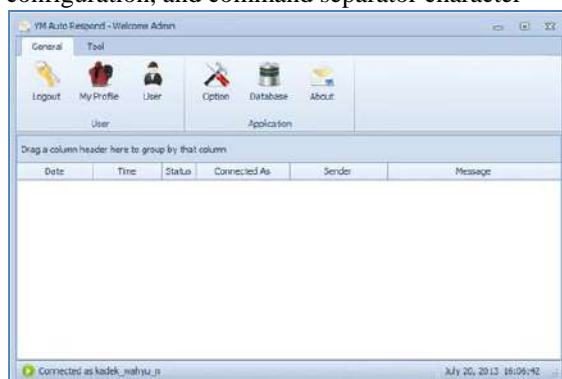 configuration, and command separator character
YM Auto Respond - Welcome Admin
General Tool
Logout My Profile User Option Database About
User Application
Drag a column header here to group by that column
Date Time Status Connected As Sender Message
Connected as kadek_wahyu_n July 20, 2013 16:06:42